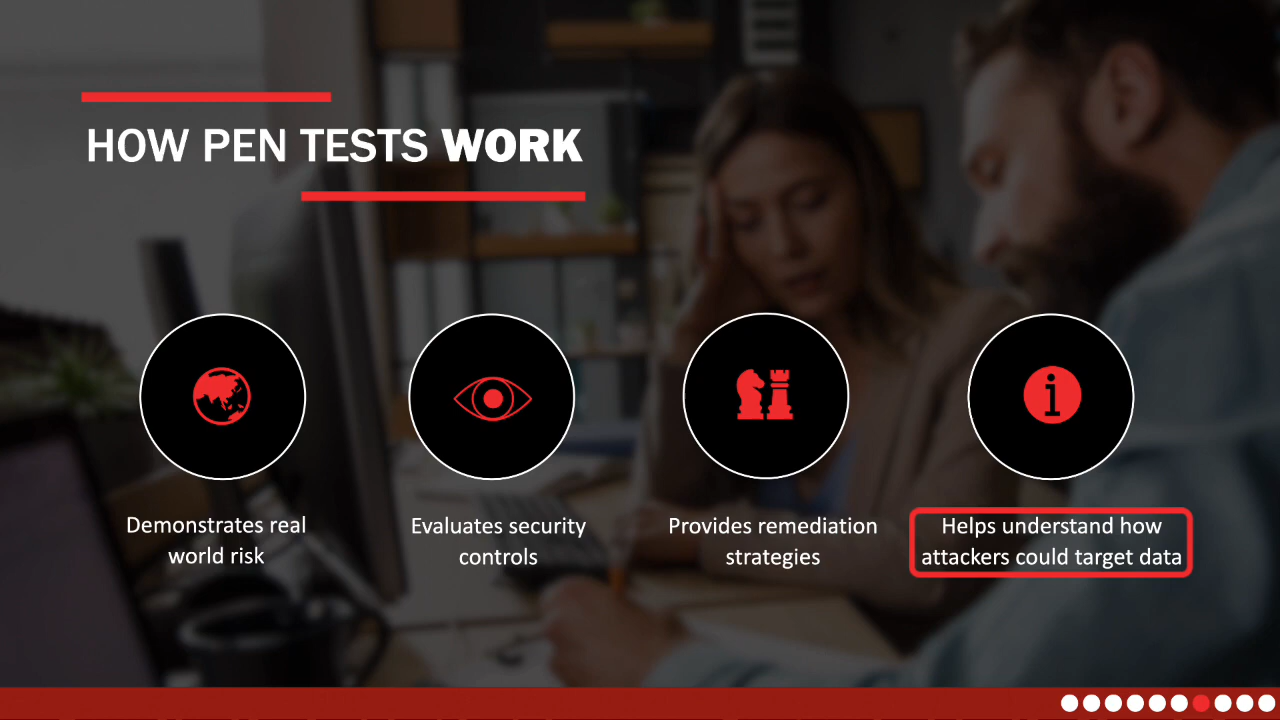 HOW PEN TESTS WORK
Demonstrates real
world risk
Evaluates security
controls
Provides remediation
strategies
Helps understand how
attackers could target data